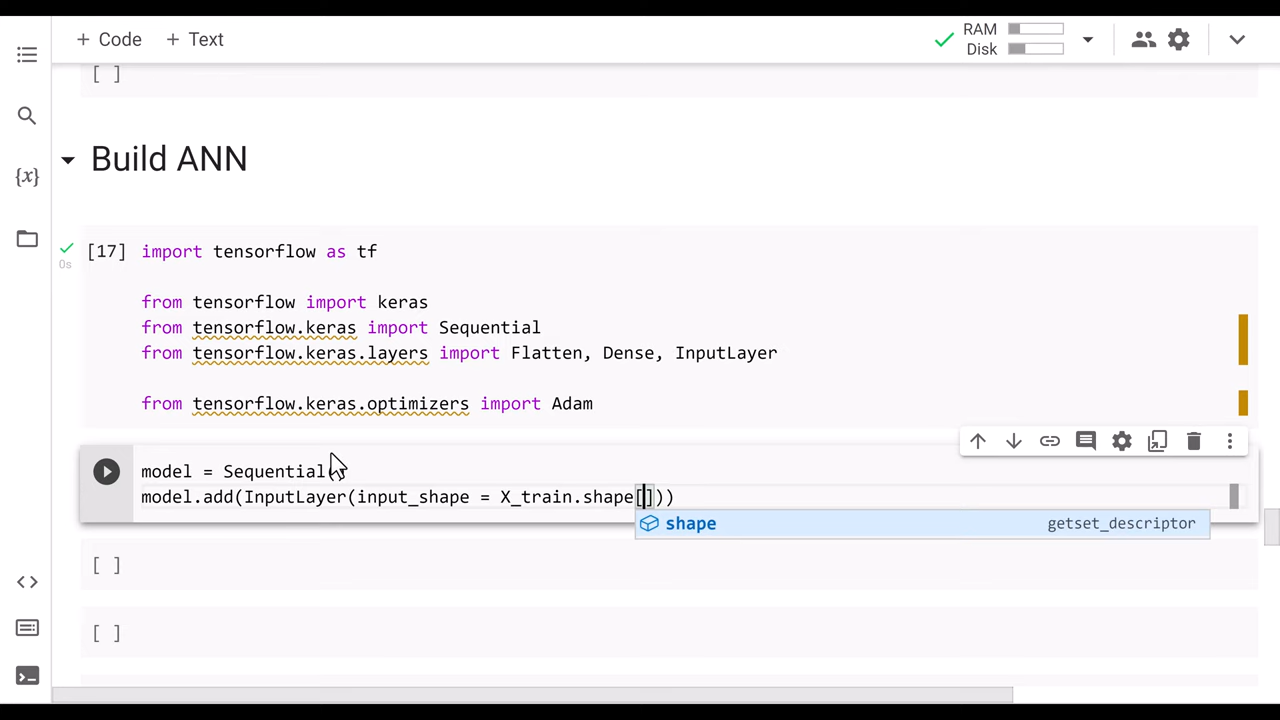 + Code + Text
RAM
Disk
[ ]
Build ANN
{x}
[17] import tensorflow as tf
0s
from tensorflow import keras
from tensorflow.keras import Sequential
from tensorflow.keras.layers import Flatten, Dense, InputLayer
from tensorflow.keras.optimizers import Adam
model = Sequential()
model.add(InputLayer(input_shape = X_train.shape[]))
shape getset_descriptor
[ ]
[ ]